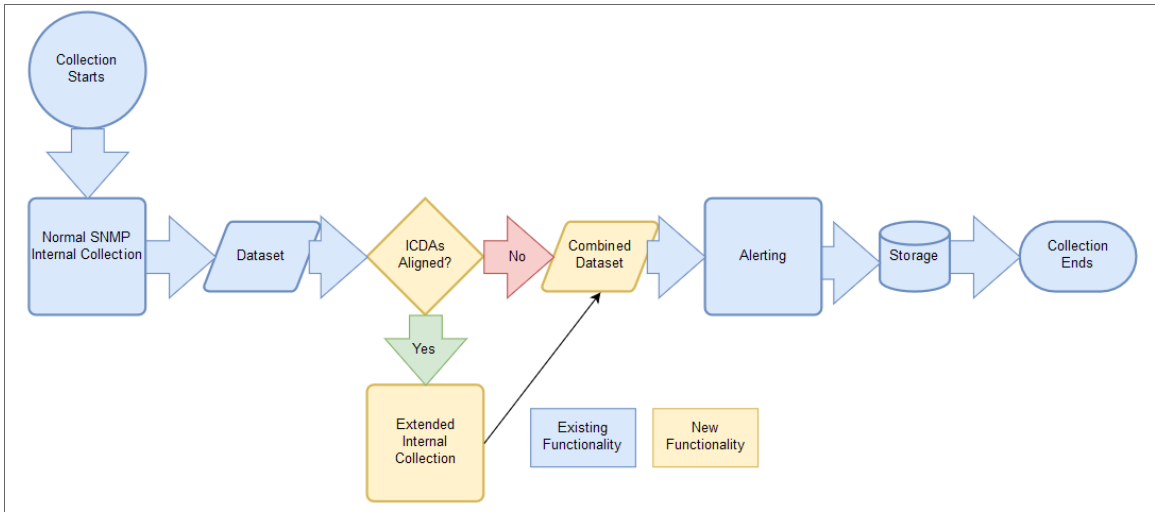 Collection
Starts
Normal SNMP
Internal Collection
Dataset
ICDAs
Aligned?
No
Combined
Dataset
Alerting
Storage
Collection
Ends
Yes
Extended
Internal
Collection
Existing
Functionality
New
Functionality